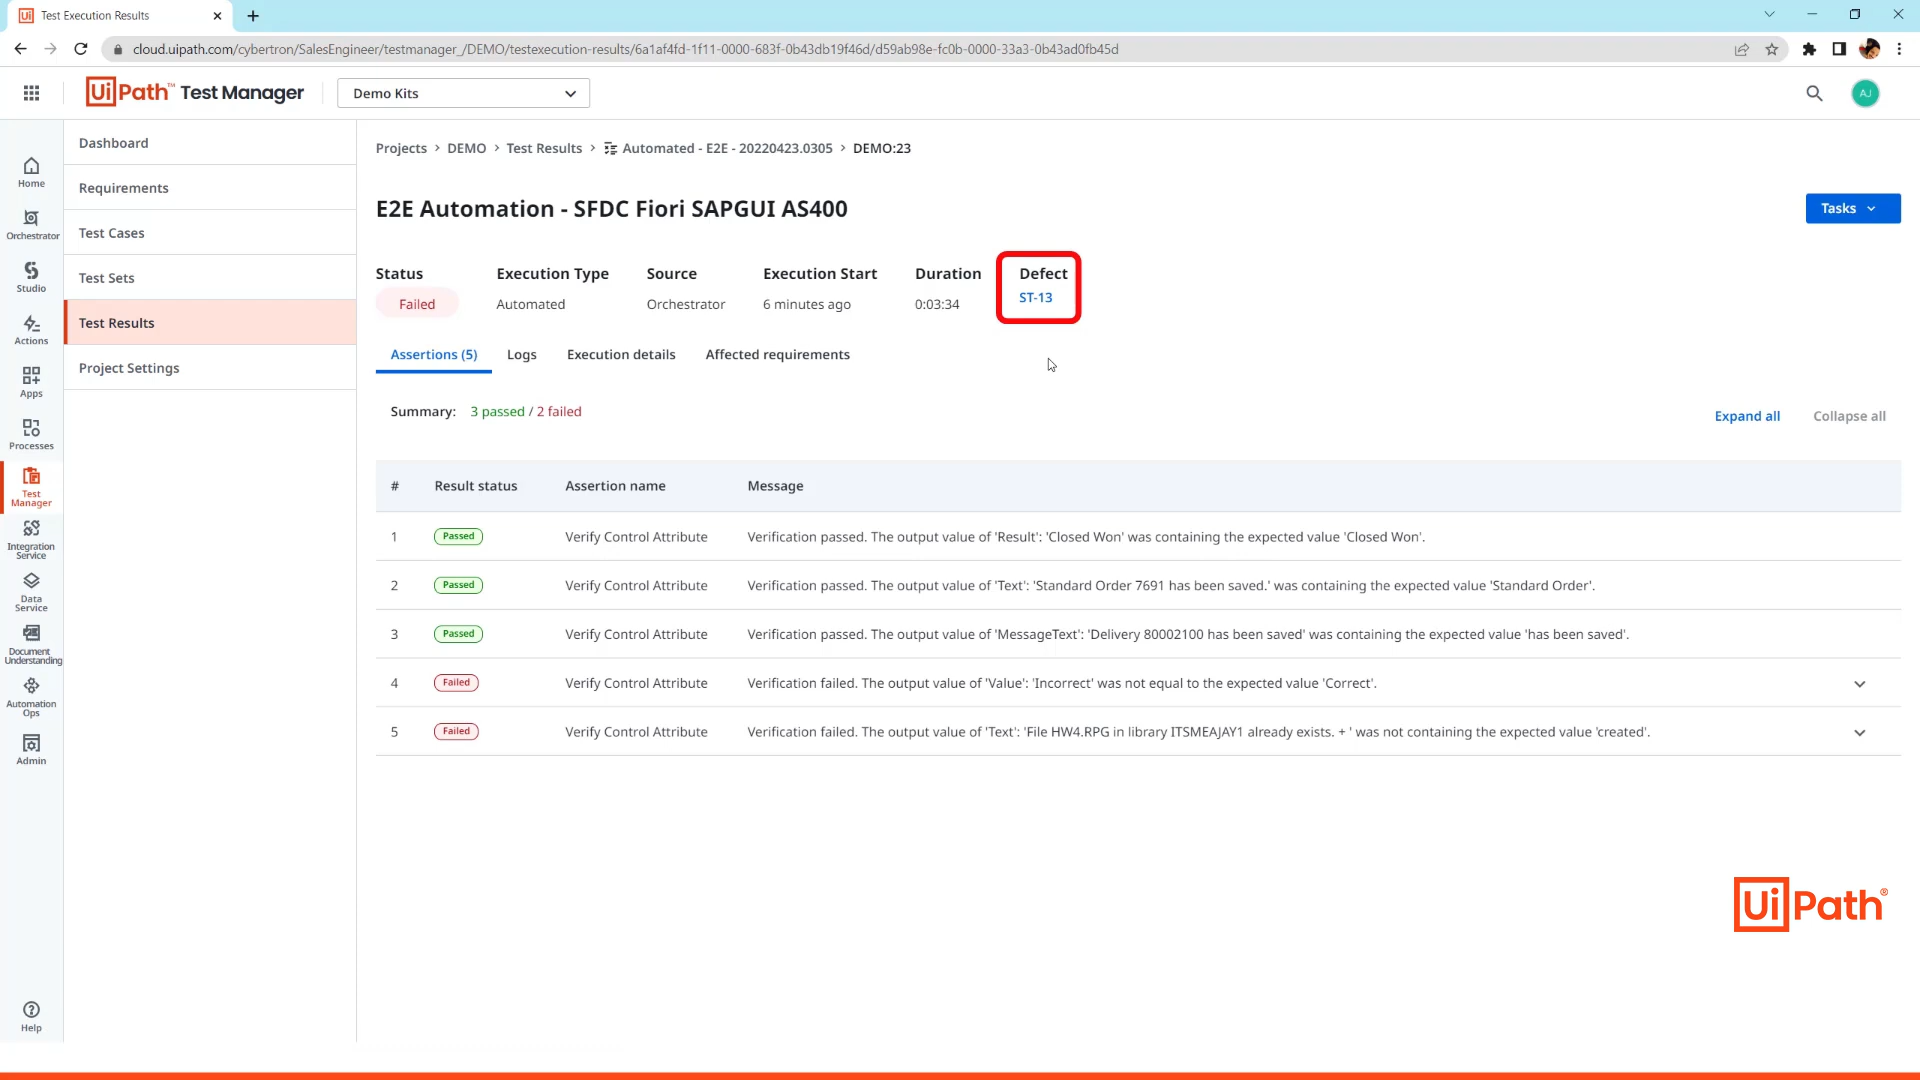 Test Execution Results
cloud.uipath.com/cybertron/SalesEngineer/testmanager_/DEMO/testexecution-results/6a1af4fd-1f11-0000-683f-0b43db19f46d/d59ab98e-fc0b-0000-33a3-0b43ad0fb45d
UiPath™ Test Manager
Demo Kits
AJ
Home
Orchestrator
Studio
Actions
Apps
Processes
Test
Manager
Integration
Service
Data
Service
Document
Understanding
Automation
Ops
Admin
Help
Dashboard
Requirements
Test Cases
Test Sets
Test Results
Project Settings
Projects > DEMO > Test Results > Automated - E2E - 20220423.0305 > DEMO:23
E2E Automation - SFDC Fiori SAPGUI AS400
Tasks
Status Execution Type Source Execution Start Duration Defect
Failed Automated Orchestrator 6 minutes ago 0:03:34 ST-13
Assertions (5) Logs Execution details Affected requirements
Summary: 3 passed / 2 failed
Expand all Collapse all
# Result status Assertion name Message
1 Passed Verify Control Attribute Verification passed. The output value of 'Result': 'Closed Won' was containing the expected value 'Closed Won'.
2 Passed Verify Control Attribute Verification passed. The output value of 'Text': 'Standard Order 7691 has been saved.' was containing the expected value 'Standard Order'.
3 Passed Verify Control Attribute Verification passed. The output value of 'MessageText': 'Delivery 80002100 has been saved' was containing the expected value 'has been saved'.
4 Failed Verify Control Attribute Verification failed. The output value of 'Value': 'Incorrect' was not equal to the expected value 'Correct'.
5 Failed Verify Control Attribute Verification failed. The output value of 'Text': 'File HW4.RPG in library ITSMEAJAY1 already exists. + ' was not containing the expected value 'created'.
UiPath®